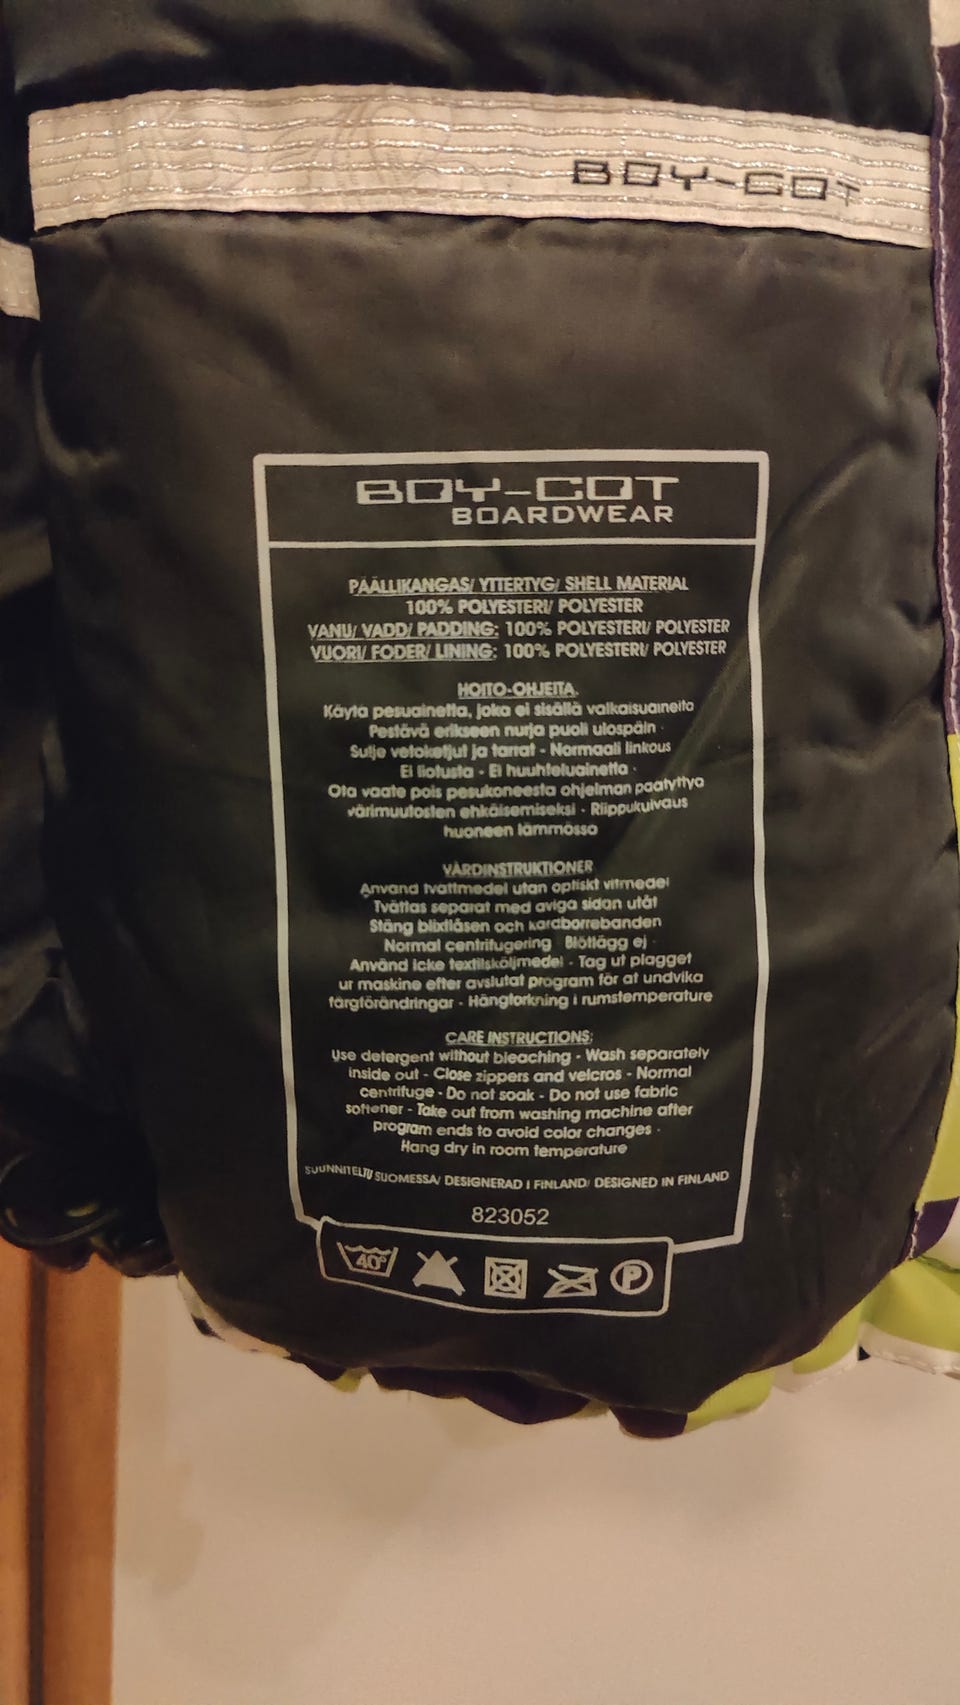 BOY-COT
BOY-COT
BOARDWEAR
PÄÄLLIKANGAS/ YTTERTYG/ SHELL MATERIAL
100% POLYESTERI/ POLYESTER
VANU/ VADD/ PADDING: 100% POLYESTERI/ POLYESTER
VUORI/ FODER/ LINING: 100% POLYESTERI/ POLYESTER
HOITO-OHJEITA.
Käytä pesuainetta, joka ei sisällä valkaisuaineita
Pestävä erikseen nurja puoli ulospäin ·
Sulje vetoketjut ja tarrat - Normaali linkous
Ei liotusta - Ei huuhteluainetta ·
Ota vaate pois pesukoneesta ohjelman paatyttya
värimuutosten ehkäisemiseksi · Riippukuivaus
huoneen lämmössä
VÅRDINSTRUKTIONER
Anvand tvättmedel utan optiskt vitmedel
Tvättas separat med aviga sidan utåt
Stäng blixtlåsen och kardborrebanden
Normal centrifugering Blötlägg ej ·
Använd icke textilsköljmedel - Tag ut plagget
ur maskine efter avslutat program för at undvika
färgförändringar - Hängtorkning i rumstemperature
CARE INSTRUCTIONS:
Use detergent without bleaching - Wash separately
inside out - Close zippers and velcros - Normal
centrifuge - Do not soak - Do not use fabric
softener - Take out from washing machine after
program ends to avoid color changes ·
Hang dry in room temperature
SUUNNITELTU SUOMESSA/ DESIGNERAD I FINLAND/ DESIGNED IN FINLAND
823052
40° P